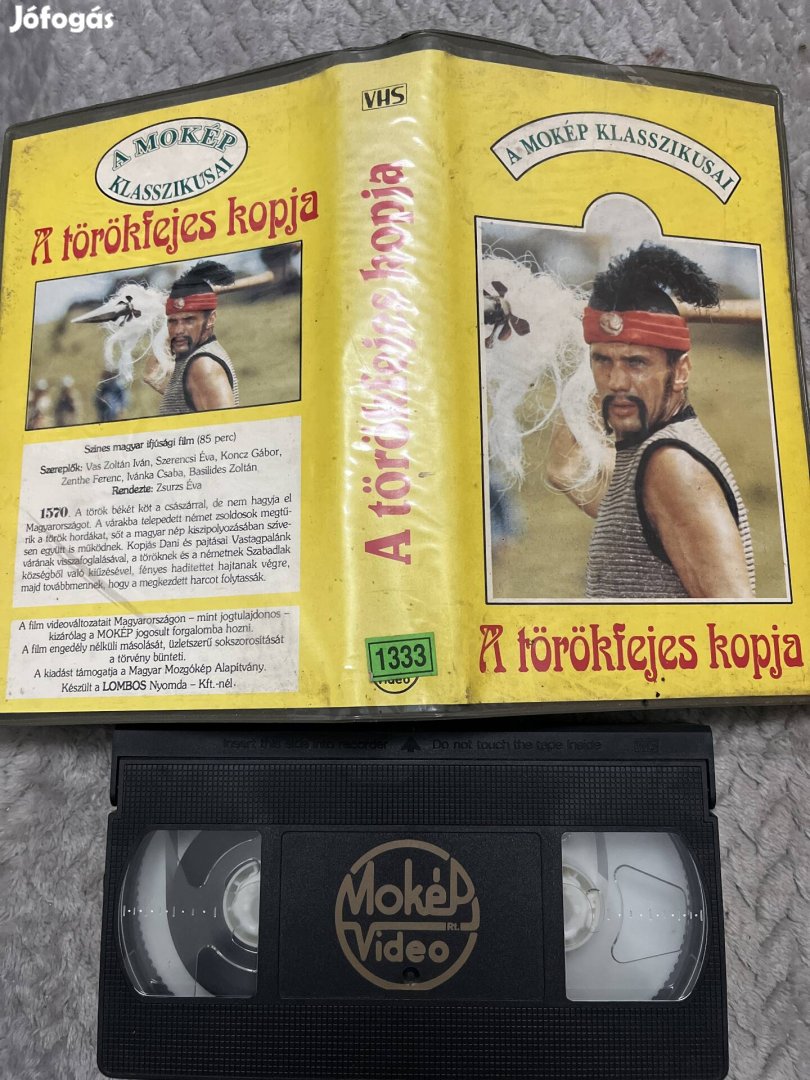 Jófogás
A MOKÉP
KLASSZIKUSAI
A törökfejes kopja
Színes magyar ifjúsági film (85 perc)
Szereplők: Vas Zoltán Iván, Szerencsi Éva, Koncz Gábor,
Zenthe Ferenc, Ivánka Csaba, Basilides Zoltán
Rendezte: Zsurzs Éva
1570. A török békét köt a császárral, de nem hagyja el
Magyarországot. A várakba telepedett német zsoldosok megtű-
rik a török hordákat, sőt a magyar nép kiszipolyozásában szíve-
sen együtt is működnek. Kopjás Dani és pajtásai Vastagpalánk
várának visszafoglalásával, a töröknek és a németnek Szabadlak
községből való kiűzésével, fényes haditettet hajtanak végre,
majd továbbmennek, hogy a megkezdett harcot folytassák.
A film videováltozatait Magyarországon – mint jogtulajdonos –
kizárólag a MOKÉP jogosult forgalomba hozni.
A film engedély nélküli másolását, üzletszerű sokszorosítását
a törvény bünteti.
A kiadást támogatja a Magyar Mozgókép Alapítvány.
Készült a LOMBOS Nyomda – Kft.-nél.
VHS
A törökfejes kopja
1333
Video
A MOKÉP KLASSZIKUSAI
A törökfejes kopja
Insert this side into recorder
Do not touch the tape inside
VHS
Mokép
Rt.
Video